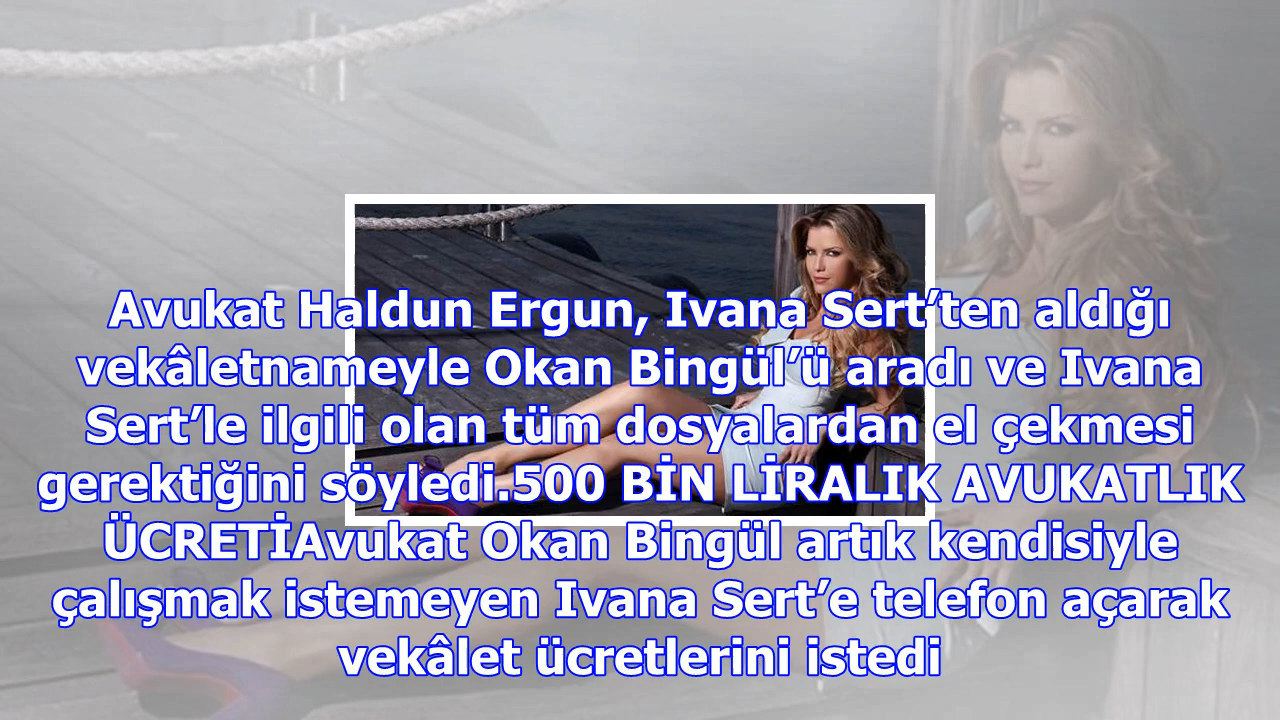 Avukat Haldun Ergun, Ivana Sert’ten aldığı
vekâletnameyle Okan Bingül’ü aradı ve Ivana
Sert’le ilgili olan tüm dosyalardan el çekmesi
gerektiğini söyledi.500 BİN LİRALIK AVUKATLIK
ÜCRETİAvukat Okan Bingül artık kendisiyle
çalışmak istemeyen Ivana Sert’e telefon açarak
vekâlet ücretlerini istedi